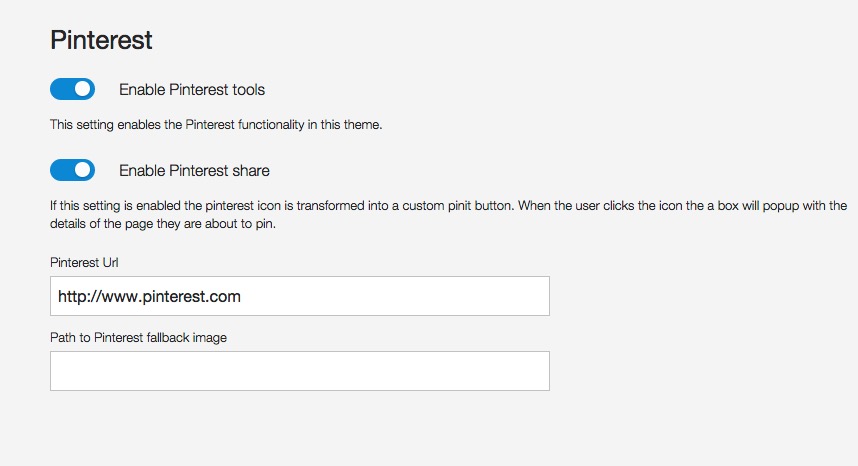 Pinterest
Enable Pinterest tools
This setting enables the Pinterest functionality in this theme.
Enable Pinterest share
If this setting is enabled the pinterest icon is transformed into a custom pinit button. When the user clicks the icon the a box will popup with the
details of the page they are about to pin.
Pinterest Url
http://www.pinterest.com
Path to Pinterest fallback image